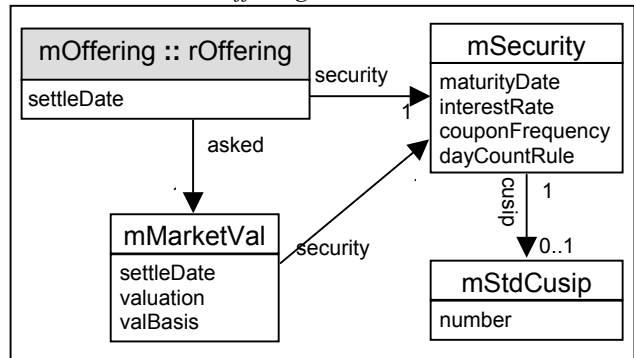 mOffering :: rOffering
settleDate
security
1
asked
mSecurity
maturityDate
interestRate
couponFrequency
dayCountRule
cusip
1
0..1
mMarketVal
settleDate
valuation
valBasis
security
mStdCusip
number